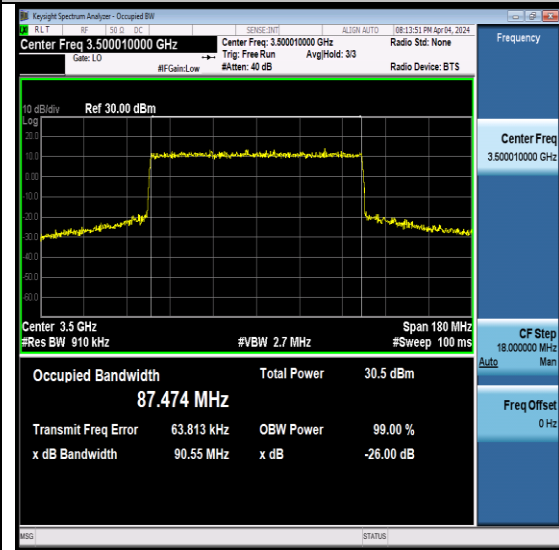 Keysight Spectrum Analyzer - Occupied BW
RLT RF 50 Ω DC SENSE:INT ALIGN AUTO 08:13:51 PM Apr 04, 2024
Center Freq 3.500010000 GHz Center Freq: 3.500010000 GHz Radio Std: None Frequency
Gate: LO Trig: Free Run Avg|Hold: 3/3
#IFGain:Low #Atten: 40 dB Radio Device: BTS
10 dB/div Ref 30.00 dBm
Log
20.0
10.0
0.00
-10.0
-20.0
-30.0
-40.0
-50.0
-60.0
Center Freq
3.500010000 GHz
Center 3.5 GHz Span 180 MHz
#Res BW 910 kHz #VBW 2.7 MHz #Sweep 100 ms
CF Step
18.000000 MHz
Auto Man
Occupied Bandwidth Total Power 30.5 dBm
87.474 MHz
Transmit Freq Error 63.813 kHz OBW Power 99.00 %
x dB Bandwidth 90.55 MHz x dB -26.00 dB
Freq Offset
0 Hz
MSG STATUS